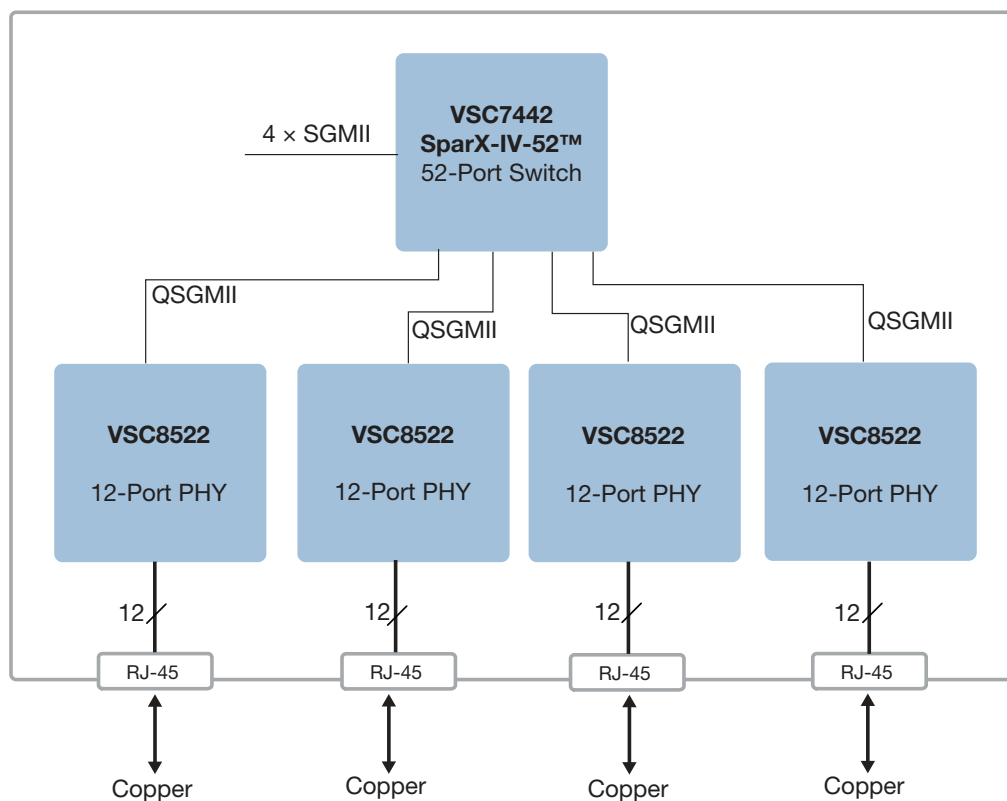 VSC7442
SparX-IV-52™
52-Port Switch
4 × SGMII
QSGMII
QSGMII
QSGMII
QSGMII
VSC8522
12-Port PHY
VSC8522
12-Port PHY
VSC8522
12-Port PHY
VSC8522
12-Port PHY
12
12
12
12
RJ-45
RJ-45
RJ-45
RJ-45
Copper
Copper
Copper
Copper